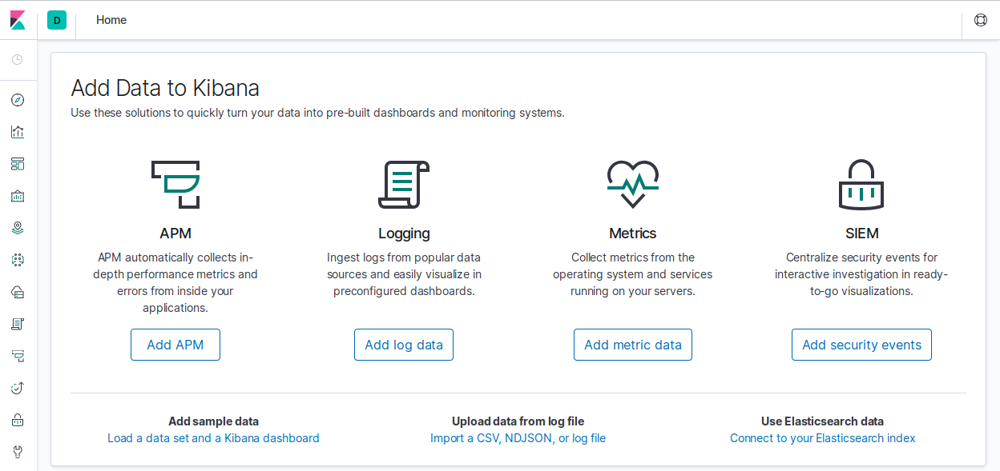 D
Home
Add Data to Kibana
Use these solutions to quickly turn your data into pre-built dashboards and monitoring systems.
APM
APM automatically collects in-
depth performance metrics and
errors from inside your
applications.
Add APM
Logging
Ingest logs from popular data
sources and easily visualize in
preconfigured dashboards.
Add log data
Metrics
Collect metrics from the
operating system and services
running on your servers.
Add metric data
SIEM
Centralize security events for
interactive investigation in ready-
to-go visualizations.
Add security events
Add sample data
Load a data set and a Kibana dashboard
Upload data from log file
Import a CSV, NDJSON, or log file
Use Elasticsearch data
Connect to your Elasticsearch index